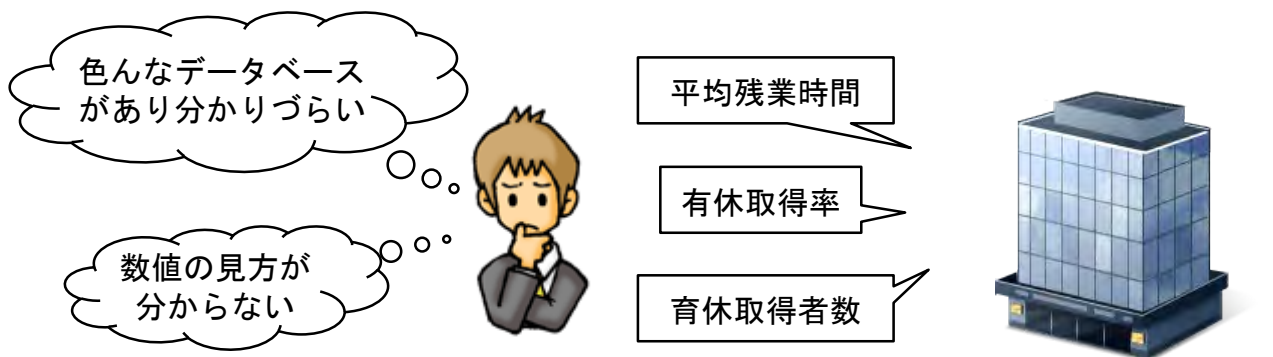 色んなデータベース
があり分かりづらい
数値の見方が
分からない
平均残業時間
有休取得率
育休取得者数